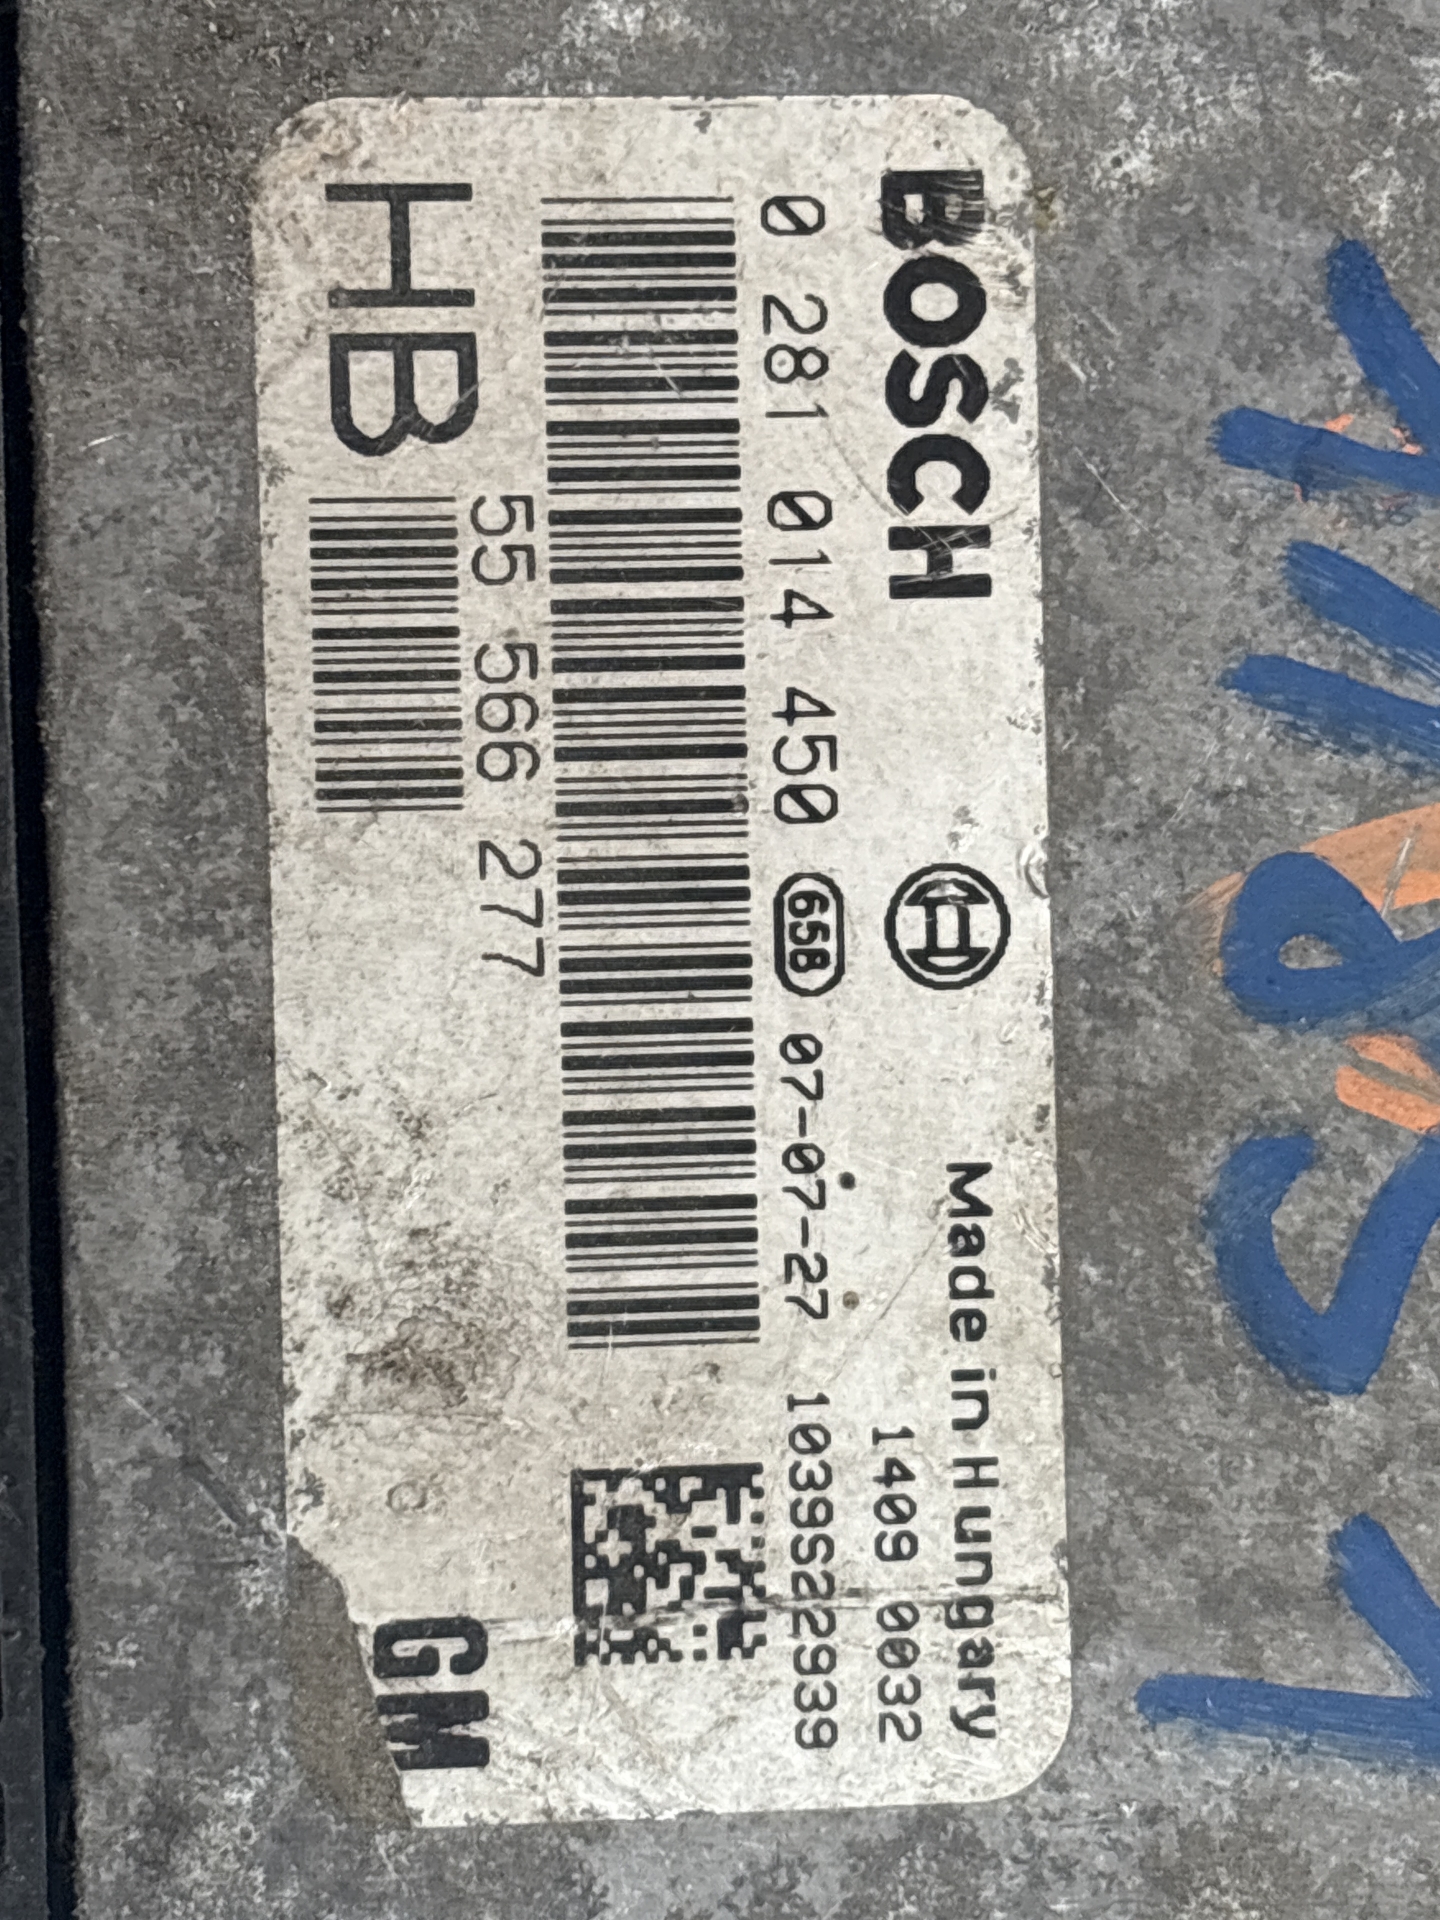 BOSCH
Made in Hungary
1409 0032
0 281 014 450 658 07-07-27 1039S22939
55 566 277
HB
GM